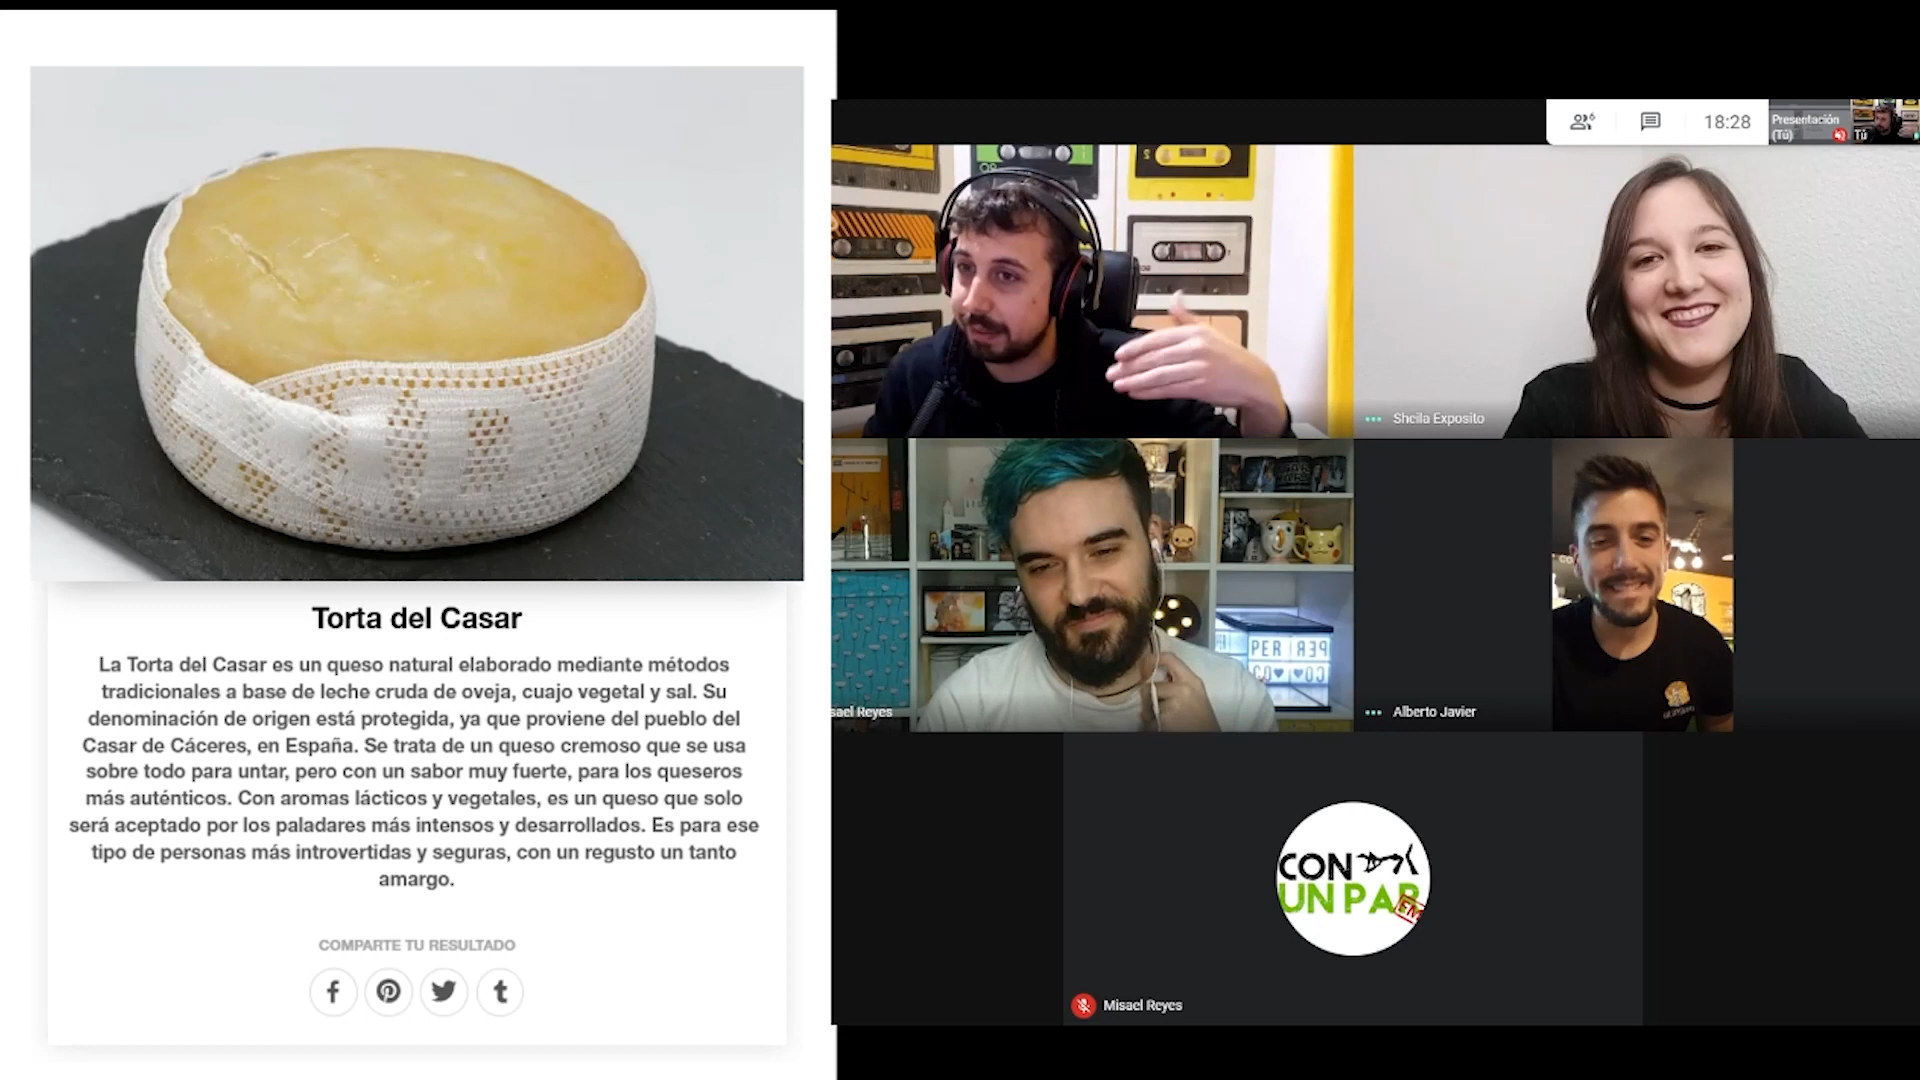 Torta del Casar
La Torta del Casar es un queso natural elaborado mediante métodos
tradicionales a base de leche cruda de oveja, cuajo vegetal y sal. Su
denominación de origen está protegida, ya que proviene del pueblo del
Casar de Cáceres, en España. Se trata de un queso cremoso que se usa
sobre todo para untar, pero con un sabor muy fuerte, para los queseros
más auténticos. Con aromas lácticos y vegetales, es un queso que solo
será aceptado por los paladares más intensos y desarrollados. Es para ese
tipo de personas más introvertidas y seguras, con un regusto un tanto
amargo.
COMPARTE TU RESULTADO
6
18:28
Presentación
(Tú)
Tú
Sheila Exposito
sael Reyes
PER
Alberto Javier
CON
UN PAR
EM
Misael Reyes